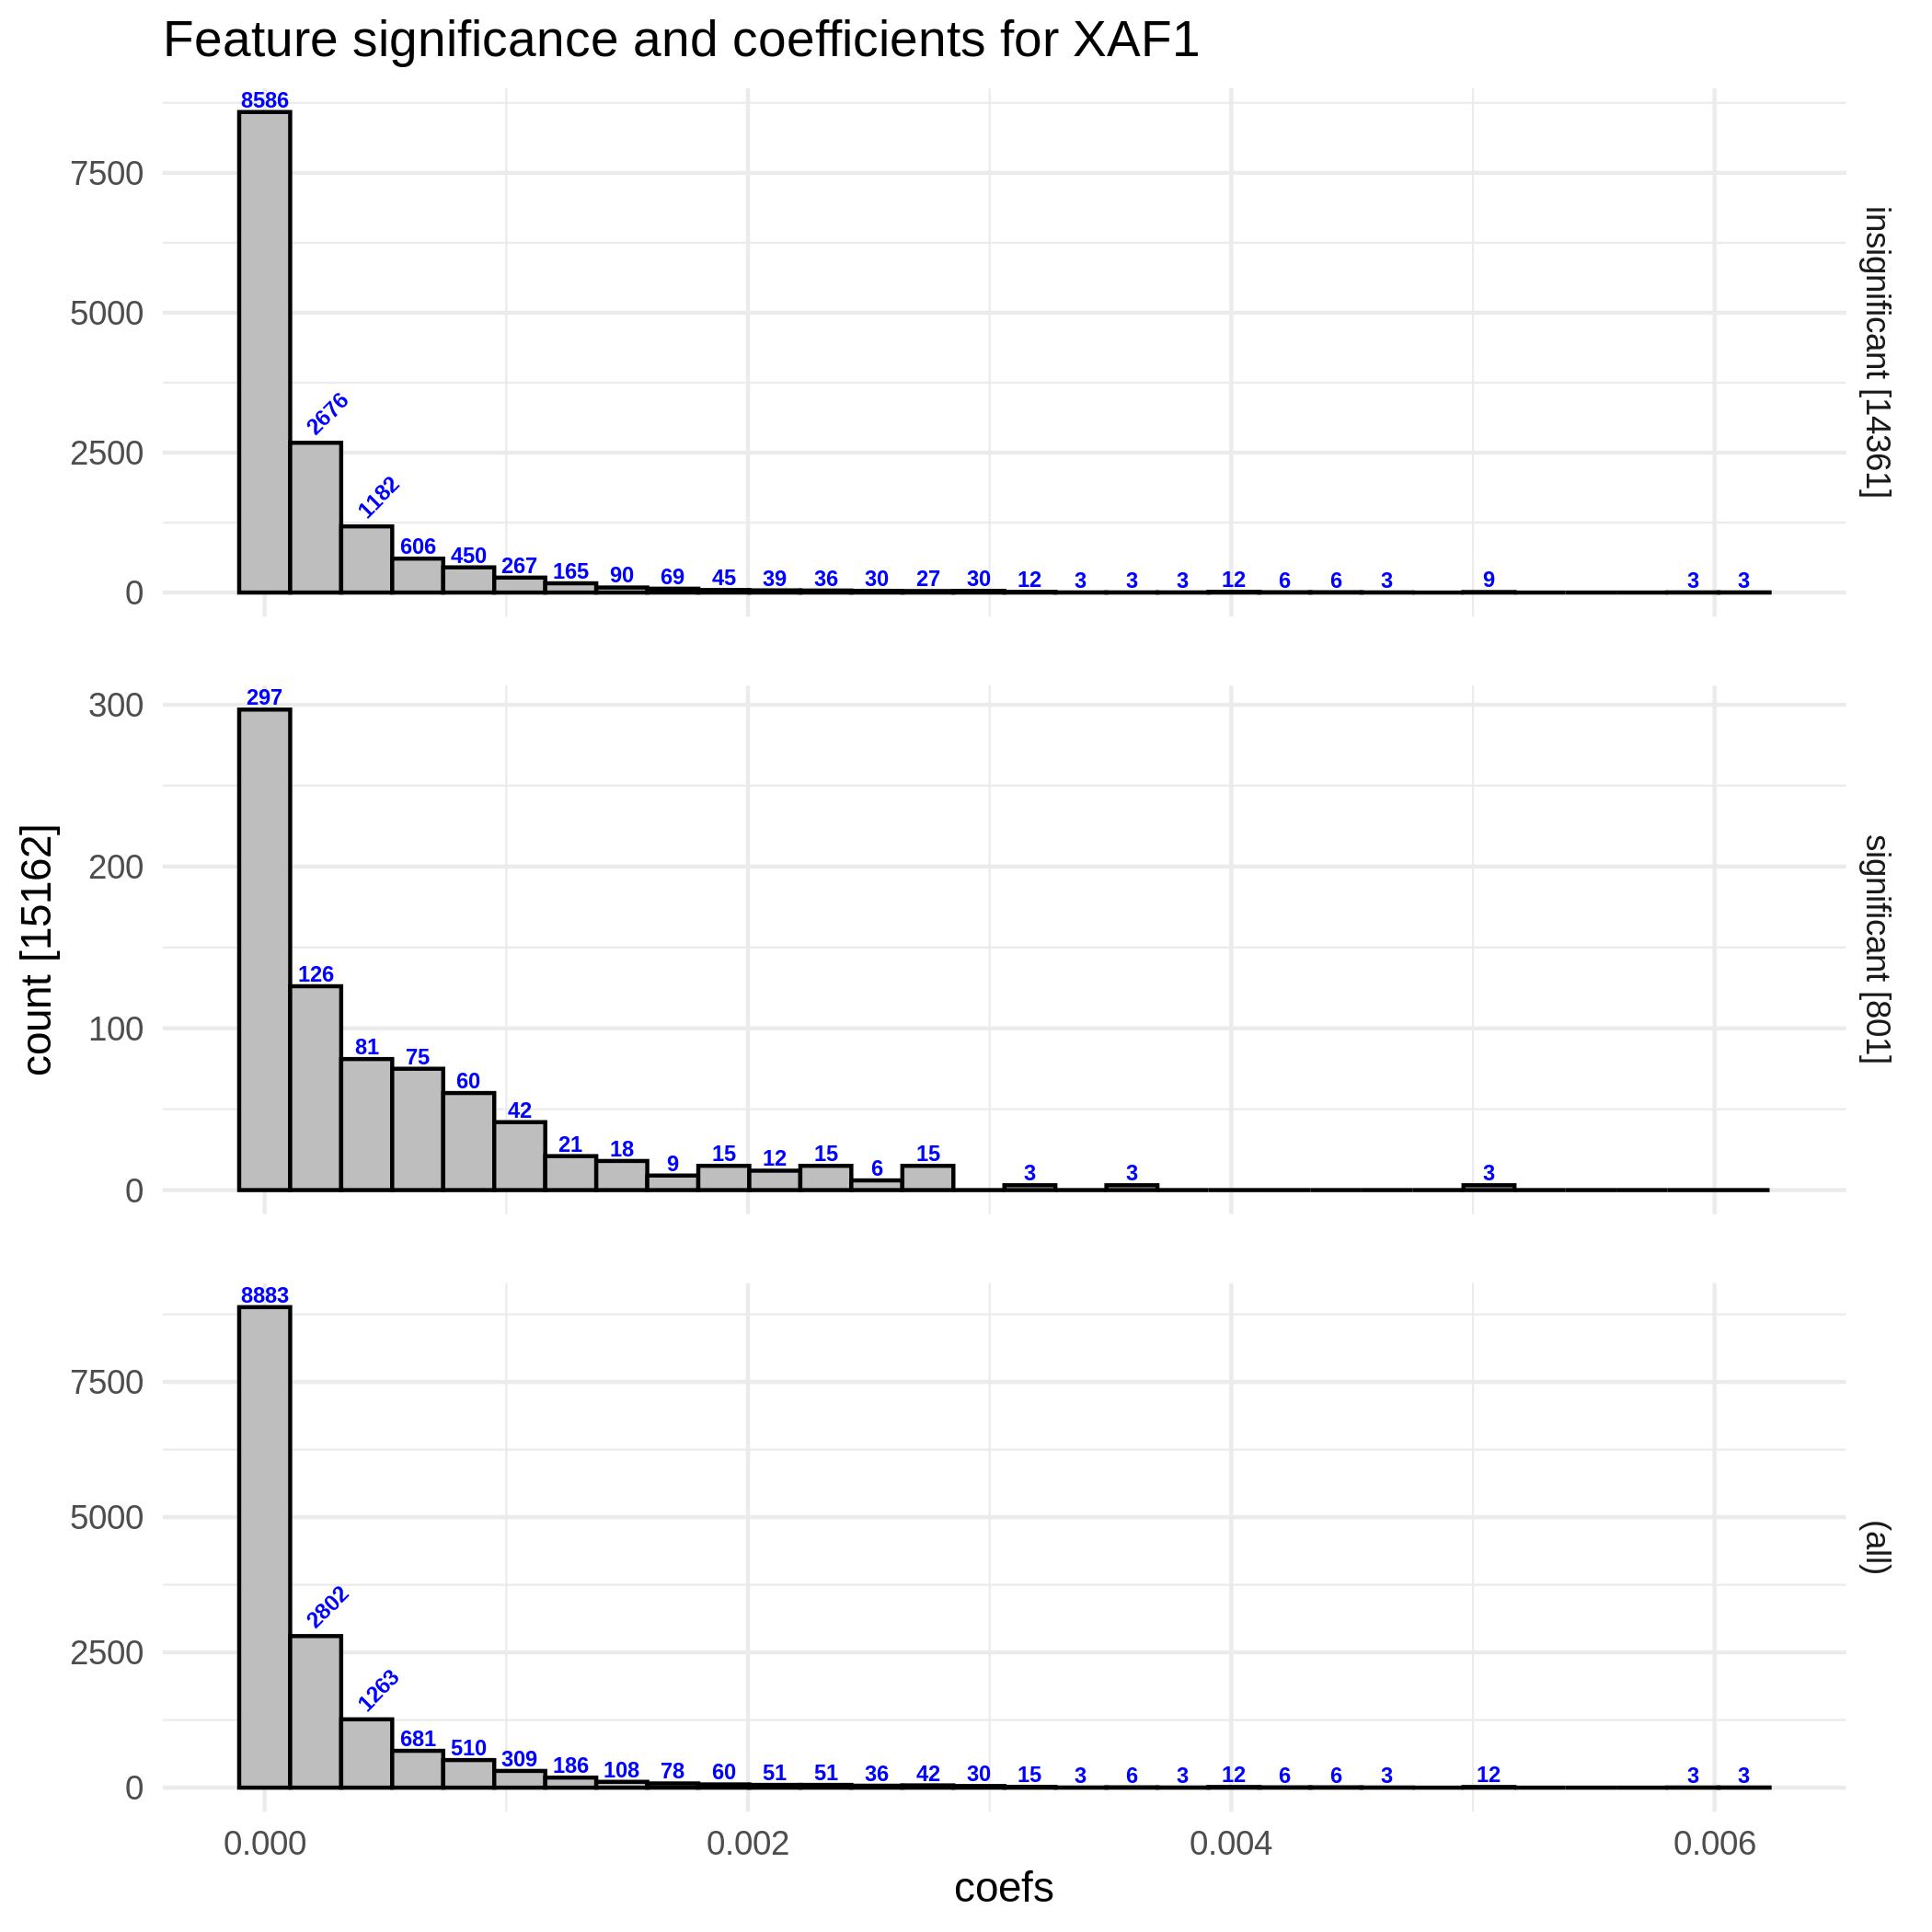 Feature significance and coefficients for XAF1
count [15162]
8586
2676
1182
606 450 267 165 90 69 45 39 36 30 27 30 12 3 3 3 12 6 6 3 9 3 3
7500
5000
2500
0
insignificant [14361]
297
126
81 75 60 42 21 18 9 15 12 15 6 15 3 3 3
300
200
100
0
significant [801]
8883
2802
1263
681 510 309 186 108 78 60 51 51 36 42 30 15 3 6 3 12 6 6 3 12 3 3
7500
5000
2500
0
(all)
0.000 0.002 0.004 0.006
coefs